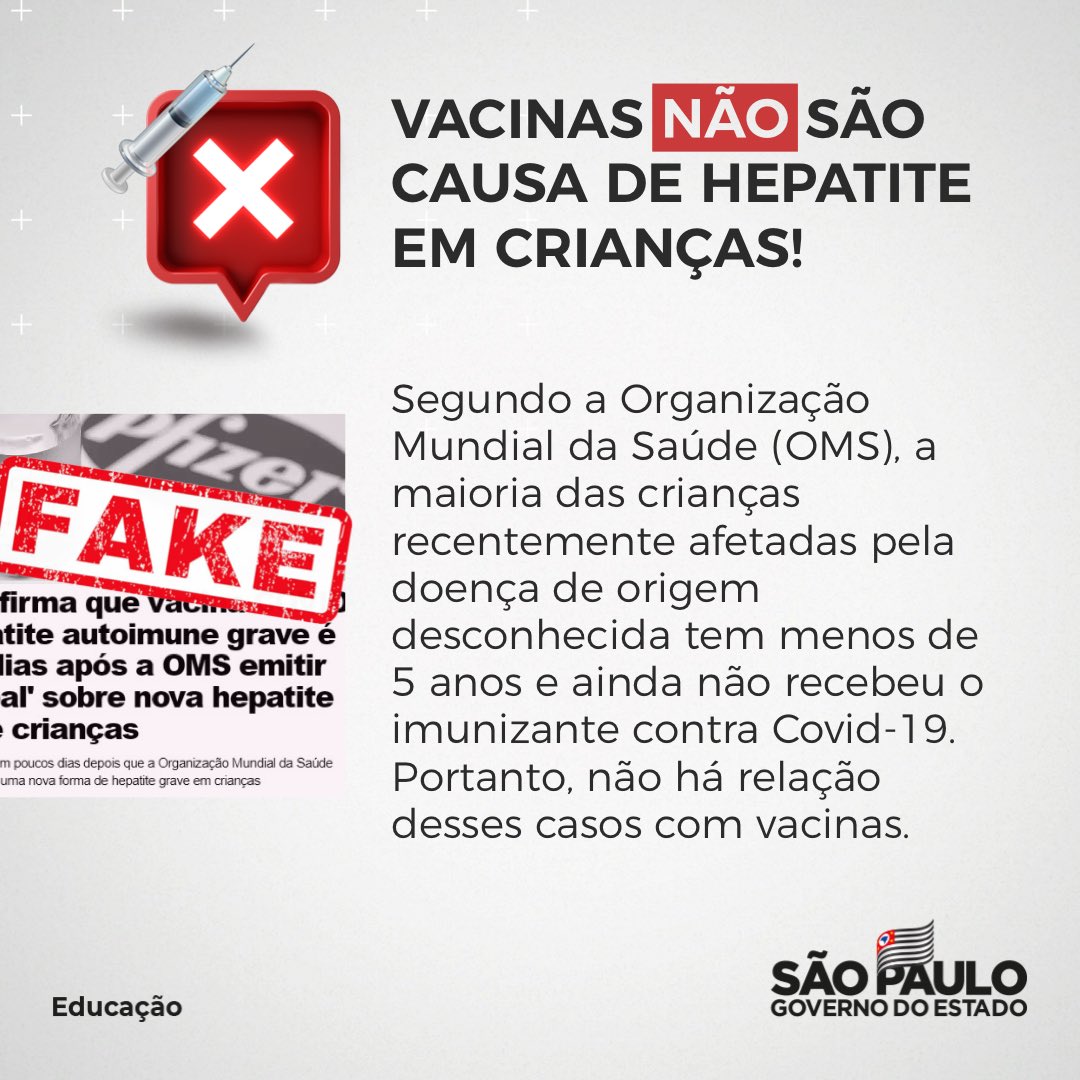 VACINAS NÃO SÃO
CAUSA DE HEPATITE
EM CRIANÇAS!
Segundo a Organização
Mundial da Saúde (OMS), a
maioria das crianças
recentemente afetadas pela
doença de origem
desconhecida tem menos de
5 anos e ainda não recebeu o
imunizante contra Covid-19.
Portanto, não há relação
desses casos com vacinas.
Pfizer
FAKE
firma que
tite autoimune grave é
dias após a OMS emitir
al' sobre nova hepatite
e crianças
m poucos dias depois que a Organização Mundial da Saúde
uma nova forma de hepatite grave em crianças
Educação
SÃO PAULO
GOVERNO DO ESTADO